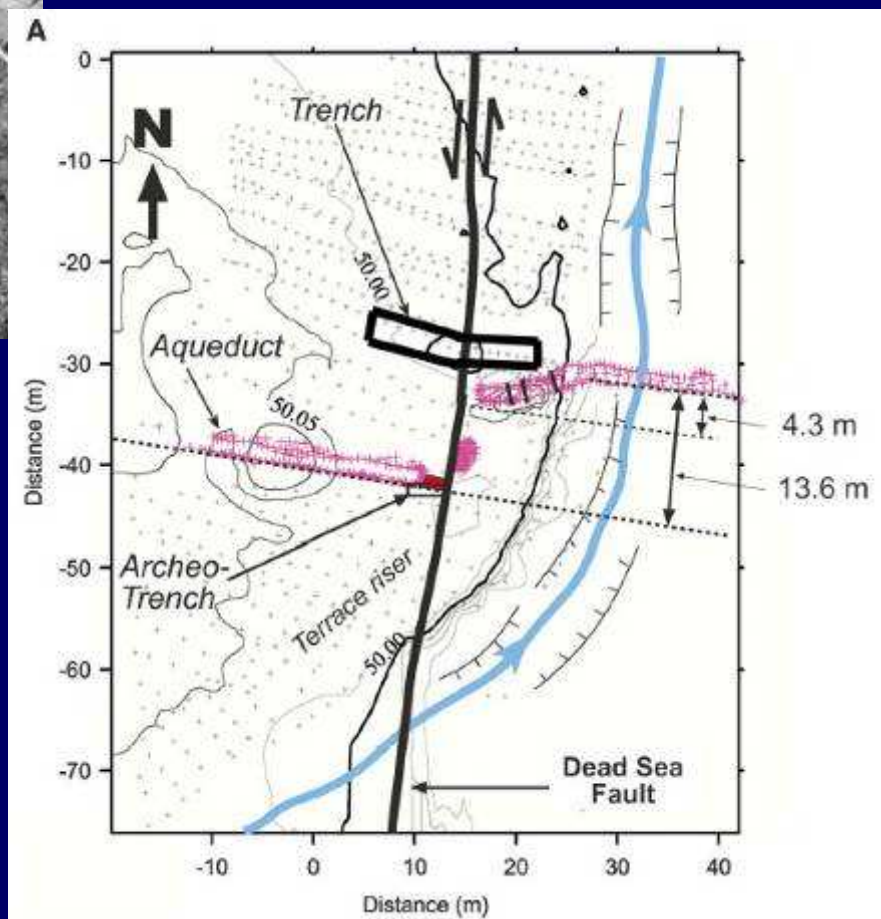 A
0
-10
-20
-30
-40
-50
-60
-70
Distance (m)
N
Trench
50.00
Aqueduct
50.05
Archeo-
Trench
Terrace riser
50.00
4.3 m
13.6 m
Dead Sea
Fault
-10
0
10
20
30
40
Distance (m)